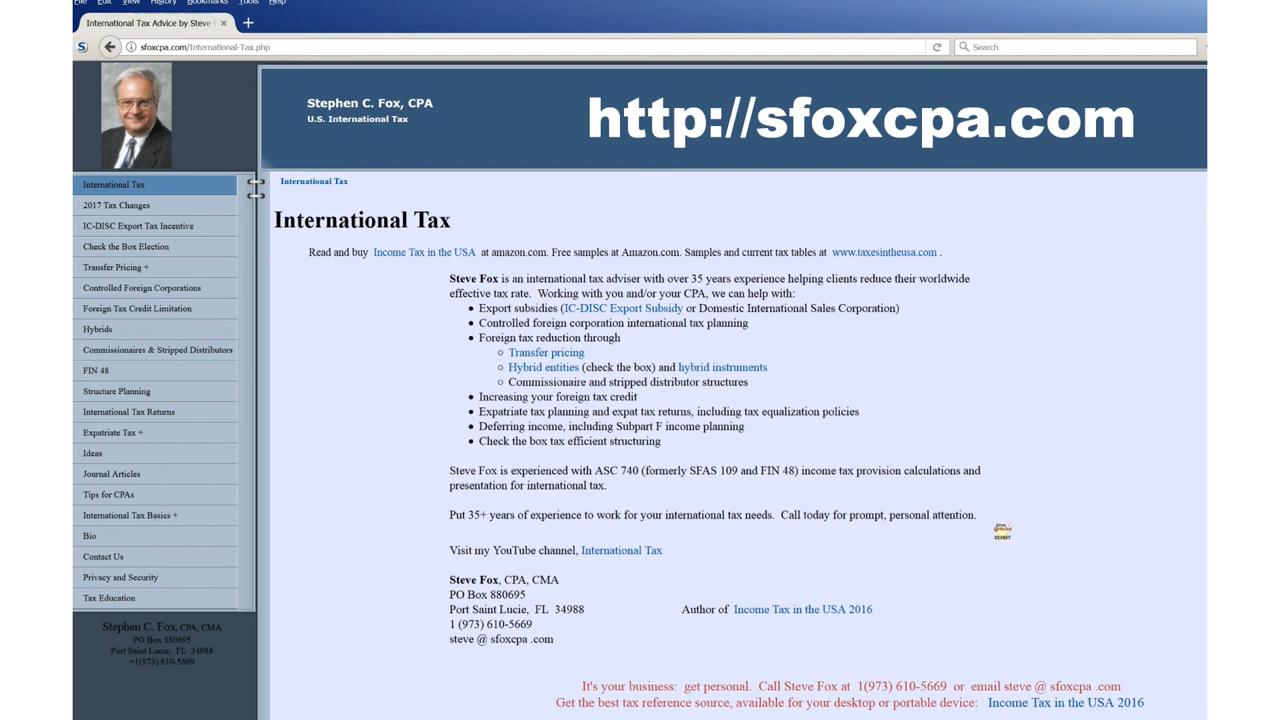 File Edit View History Bookmarks Tools Help
International Tax Advice by Steve F
sfoxcpa.com/International-Tax.php
Search
Stephen C. Fox, CPA
U.S. International Tax
http://sfoxcpa.com
International Tax
2017 Tax Changes
IC-DISC Export Tax Incentive
Check the Box Election
Transfer Pricing +
Controlled Foreign Corporations
Foreign Tax Credit Limitation
Hybrids
Commissionaires & Stripped Distributors
FIN 48
Structure Planning
International Tax Returns
Expatriate Tax +
Ideas
Journal Articles
Tips for CPAs
International Tax Basics +
Bio
Contact Us
Privacy and Security
Tax Education
Stephen C. Fox, CPA, CMA
PO Box 880695
Port Saint Lucie, FL 34988
+1(973) 610-5669
International Tax
International Tax
Read and buy Income Tax in the USA at amazon.com. Free samples at Amazon.com. Samples and current tax tables at www.taxesintheusa.com .
Steve Fox is an international tax adviser with over 35 years experience helping clients reduce their worldwide
effective tax rate. Working with you and/or your CPA, we can help with:
Export subsidies (IC-DISC Export Subsidy or Domestic International Sales Corporation)
Controlled foreign corporation international tax planning
Foreign tax reduction through
Transfer pricing
Hybrid entities (check the box) and hybrid instruments
Commissionaire and stripped distributor structures
Increasing your foreign tax credit
Expatriate tax planning and expat tax returns, including tax equalization policies
Deferring income, including Subpart F income planning
Check the box tax efficient structuring
Steve Fox is experienced with ASC 740 (formerly SFAS 109 and FIN 48) income tax provision calculations and
presentation for international tax.
Put 35+ years of experience to work for your international tax needs. Call today for prompt, personal attention.
EXPERT
Visit my YouTube channel, International Tax
Steve Fox, CPA, CMA
PO Box 880695
Port Saint Lucie, FL 34988 Author of Income Tax in the USA 2016
1 (973) 610-5669
steve @ sfoxcpa .com
It's your business: get personal. Call Steve Fox at 1(973) 610-5669 or email steve @ sfoxcpa .com
Get the best tax reference source, available for your desktop or portable device: Income Tax in the USA 2016